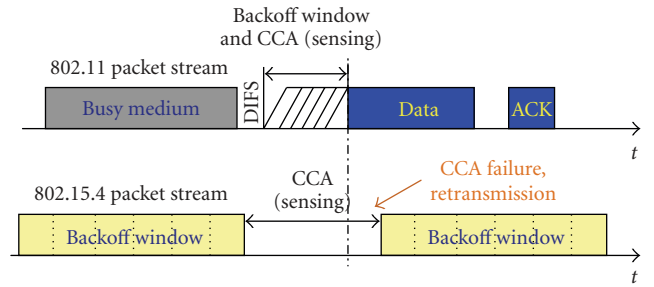 Backoff window
and CCA (sensing)
802.11 packet stream
DIFS
Busy medium
Data
ACK
t
802.15.4 packet stream
CCA
(sensing)
CCA failure,
retransmission
Backoff window
Backoff window
t